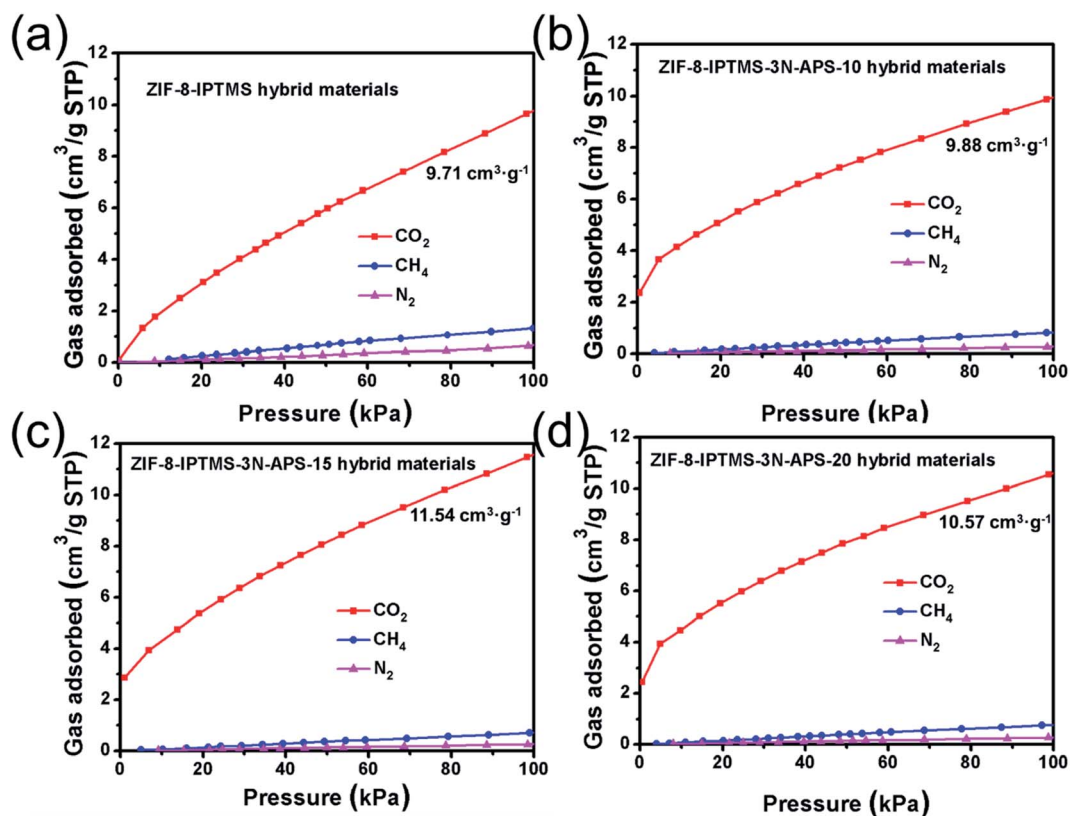 (a)
Gas adsorbed (cm³/g STP)
12
10
8
6
4
2
0
ZIF-8-IPTMS hybrid materials
9.71 cm³·g⁻¹
CO₂
CH₄
N₂
0 20 40 60 80 100
Pressure (kPa)
(b)
Gas adsorbed (cm³/g STP)
12
10
8
6
4
2
0
ZIF-8-IPTMS-3N-APS-10 hybrid materials
9.88 cm³·g⁻¹
CO₂
CH₄
N₂
0 20 40 60 80 100
Pressure (kPa)
(c)
Gas adsorbed (cm³/g STP)
12
10
8
6
4
2
0
ZIF-8-IPTMS-3N-APS-15 hybrid materials
11.54 cm³·g⁻¹
CO₂
CH₄
N₂
0 20 40 60 80 100
Pressure (kPa)
(d)
Gas adsorbed (cm³/g STP)
12
10
8
6
4
2
0
ZIF-8-IPTMS-3N-APS-20 hybrid materials
10.57 cm³·g⁻¹
CO₂
CH₄
N₂
0 20 40 60 80 100
Pressure (kPa)